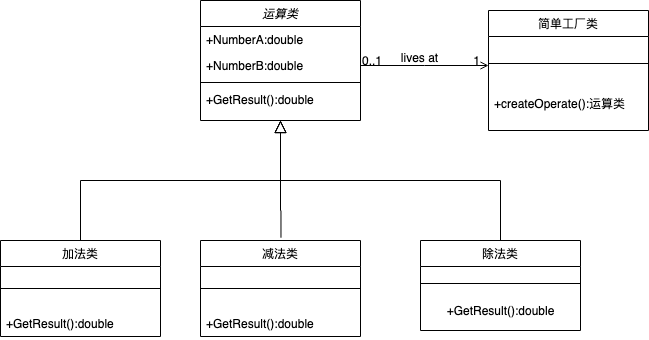 运算类
+NumberA:double
+NumberB:double
+GetResult():double
0..1
lives at
1
简单工厂类
+createOperate():运算类
加法类
+GetResult():double
减法类
+GetResult():double
除法类
+GetResult():double